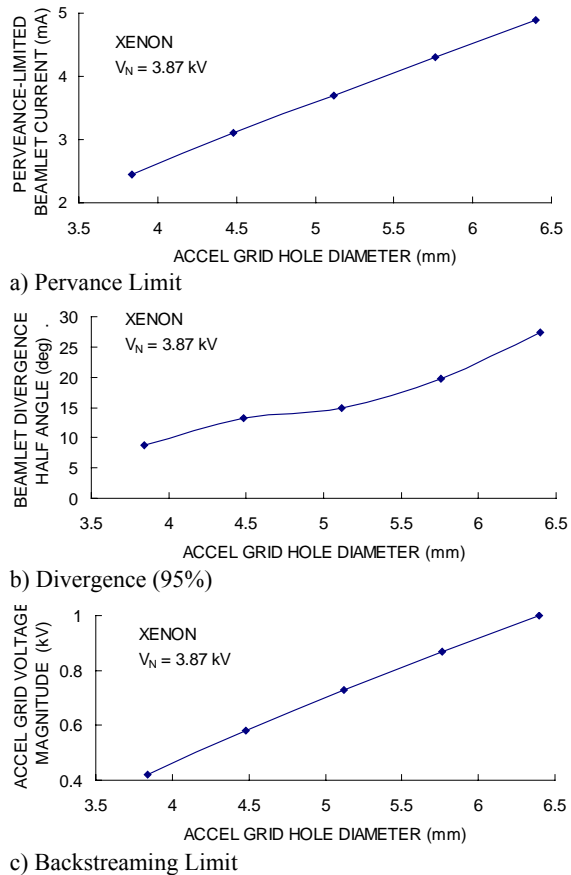 PERVEANCE-LIMITED
BEAMLET CURRENT (mA)
5
4
3
2
XENON
V_N = 3.87 kV
3.5 4 4.5 5 5.5 6 6.5
ACCEL GRID HOLE DIAMETER (mm)
a) Pervance Limit
BEAMLET DIVERGENCE
HALF ANGLE (deg) .
30
25
20
15
10
5
0
XENON
V_N = 3.87 kV
3.5 4 4.5 5 5.5 6 6.5
ACCEL GRID HOLE DIAMETER (mm)
b) Divergence (95%)
ACCEL GRID VOLTAGE
MAGNITUDE (kV)
1
0.8
0.6
0.4
XENON
V_N = 3.87 kV
3.5 4 4.5 5 5.5 6 6.5
ACCEL GRID HOLE DIAMETER (mm)
c) Backstreaming Limit